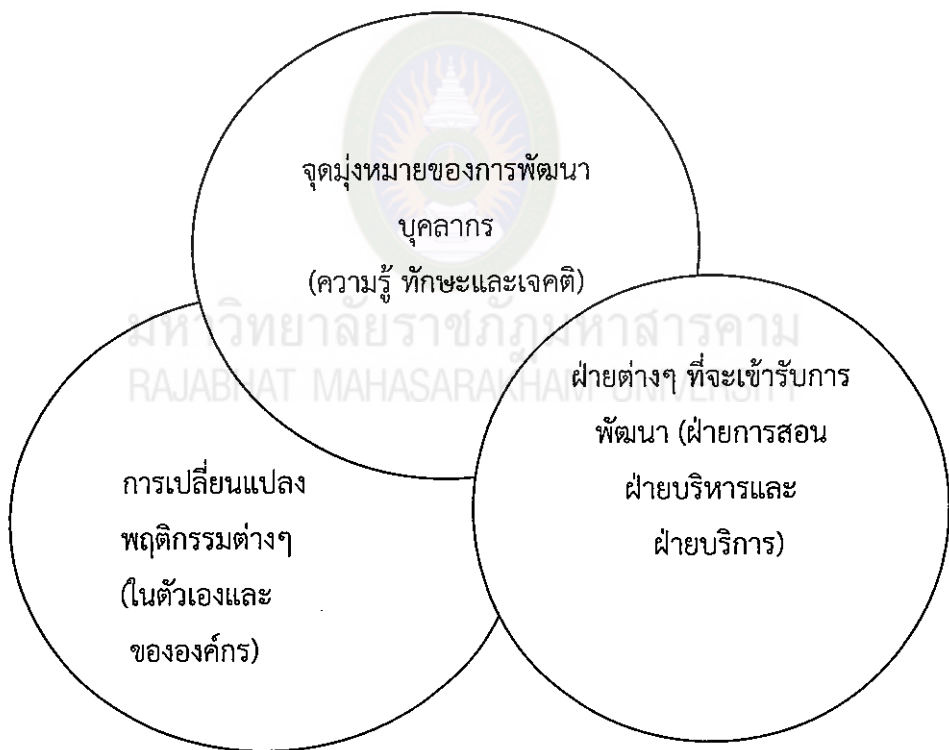 จุดมุ่งหมายของการพัฒนา
บุคลากร
(ความรู้ ทักษะและเจคติ)
มหาวิทยาลัยราชภัฏมหาสารคาม
RAJABHAT MAHASARAKHAM UNIVERSITY
ฝ่ายต่างๆ ที่จะเข้ารับการ
พัฒนา (ฝ่ายการสอน
ฝ่ายบริหารและ
ฝ่ายบริการ)
การเปลี่ยนแปลง
พฤติกรรมต่างๆ
(ในตัวเองและ
ขององค์กร)